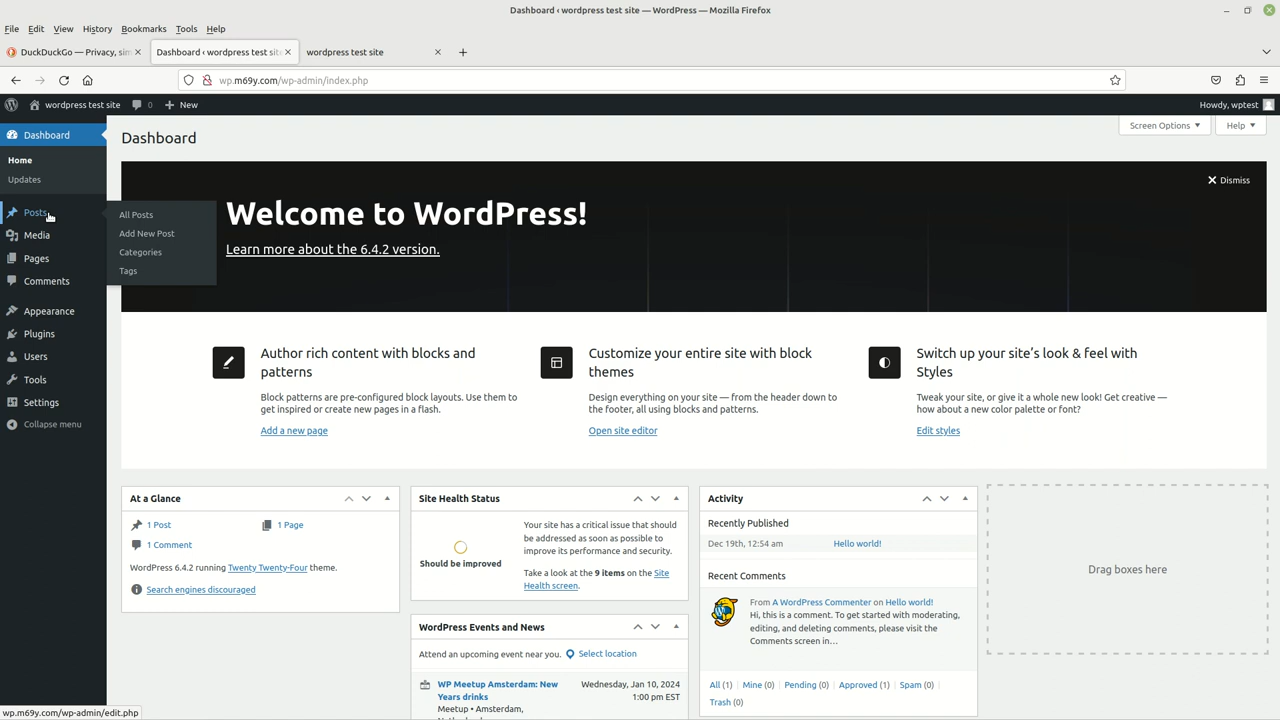 Dashboard ‹ wordpress test site — WordPress — Mozilla Firefox
File Edit View History Bookmarks Tools Help
DuckDuckGo — Privacy, sim
Dashboard ‹ wordpress test site
wordpress test site
wp.m69y.com/wp-admin/index.php
wordpress test site 0 New
Howdy, wptest
Dashboard
Home
Updates
Posts
Media
Pages
Comments
Appearance
Plugins
Users
Tools
Settings
Collapse menu
All Posts
Add New Post
Categories
Tags
Dashboard
Screen Options
Help
Dismiss
Welcome to WordPress!
Learn more about the 6.4.2 version.
Author rich content with blocks and
patterns
Block patterns are pre-configured block layouts. Use them to
get inspired or create new pages in a flash.
Add a new page
Customize your entire site with block
themes
Design everything on your site — from the header down to
the footer, all using blocks and patterns.
Open site editor
Switch up your site’s look & feel with
Styles
Tweak your site, or give it a whole new look! Get creative —
how about a new color palette or font?
Edit styles
At a Glance
1 Post
1 Page
1 Comment
WordPress 6.4.2 running Twenty Twenty-Four theme.
Search engines discouraged
Site Health Status
Should be improved
Your site has a critical issue that should
be addressed as soon as possible to
improve its performance and security.
Take a look at the 9 items on the Site
Health screen.
WordPress Events and News
Attend an upcoming event near you. Select location
WP Meetup Amsterdam: New
Years drinks
Meetup • Amsterdam,
Wednesday, Jan 10, 2024
1:00 pm EST
Activity
Recently Published
Dec 19th, 12:54 am Hello world!
Recent Comments
From A WordPress Commenter on Hello world!
Hi, this is a comment. To get started with moderating,
editing, and deleting comments, please visit the
Comments screen in…
All (1) | Mine (0) | Pending (0) | Approved (1) | Spam (0) |
Trash (0)
Drag boxes here
wp.m69y.com/wp-admin/edit.php